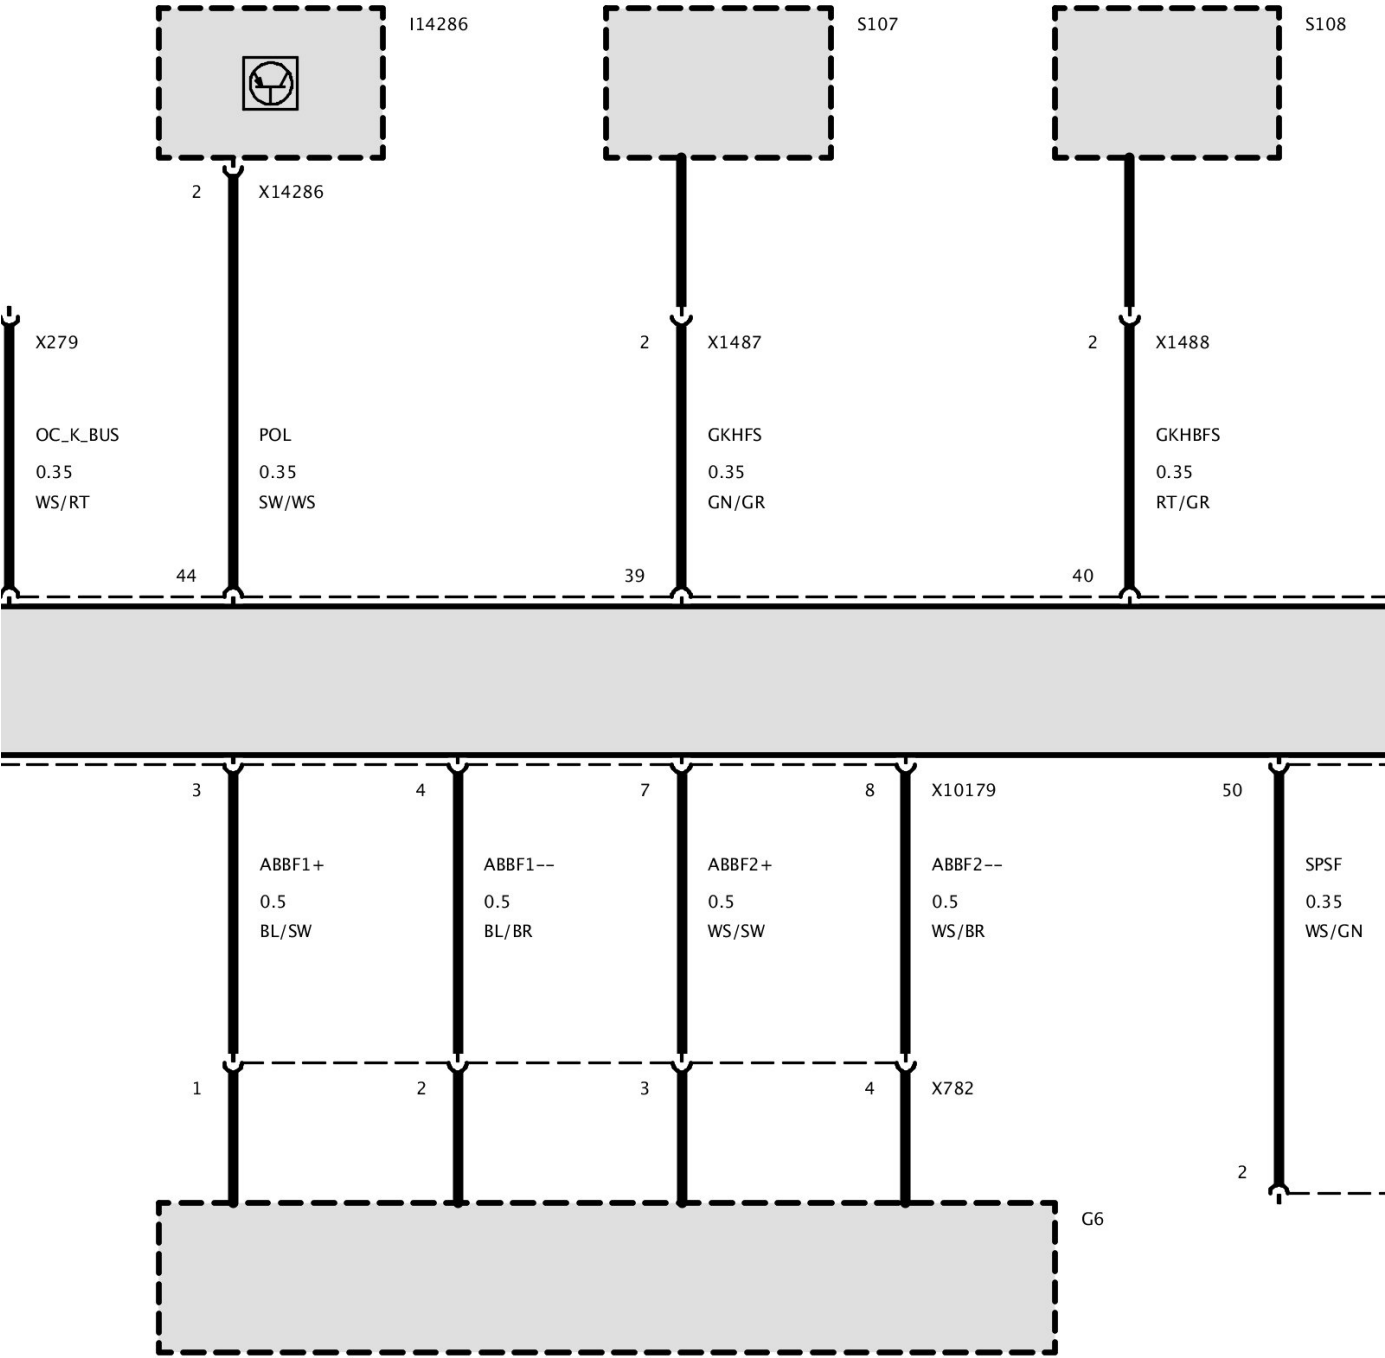 I14286
S107
S108
2
X14286
X279
2
X1487
2
X1488
OC_K_BUS
POL
GKHFS
GKHBFS
0.35
0.35
0.35
0.35
WS/RT
SW/WS
GN/GR
RT/GR
44
39
40
3
4
7
8
X10179
50
ABBF1+
ABBF1--
ABBF2+
ABBF2--
SPSF
0.5
0.5
0.5
0.5
0.35
BL/SW
BL/BR
WS/SW
WS/BR
WS/GN
1
2
3
4
X782
2
G6